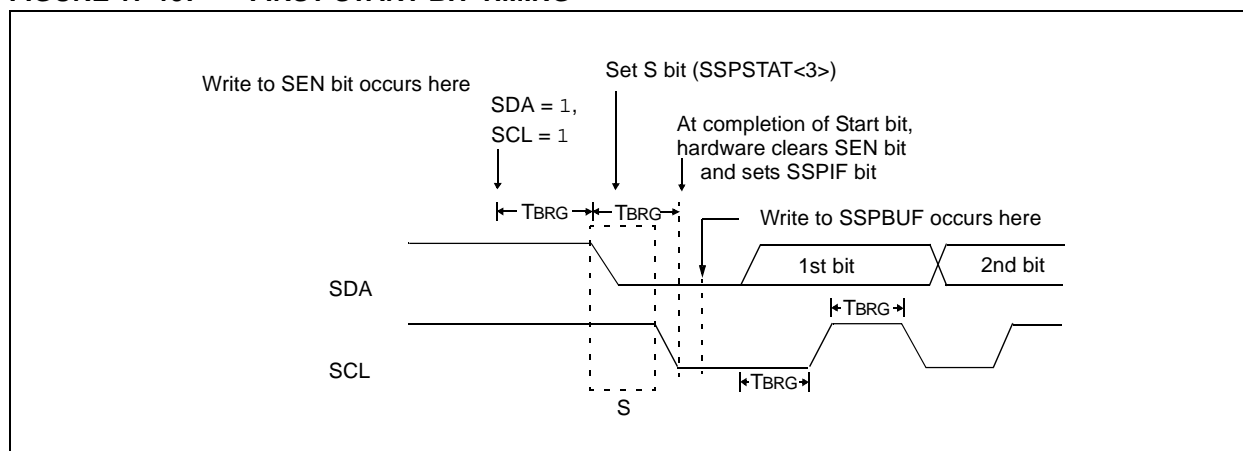 Set S bit (SSPSTAT<3>)
Write to SEN bit occurs here
SDA = 1,
SCL = 1
At completion of Start bit,
hardware clears SEN bit
and sets SSPIF bit
TBRG
TBRG
Write to SSPBUF occurs here
1st bit
2nd bit
SDA
TBRG
SCL
TBRG
S